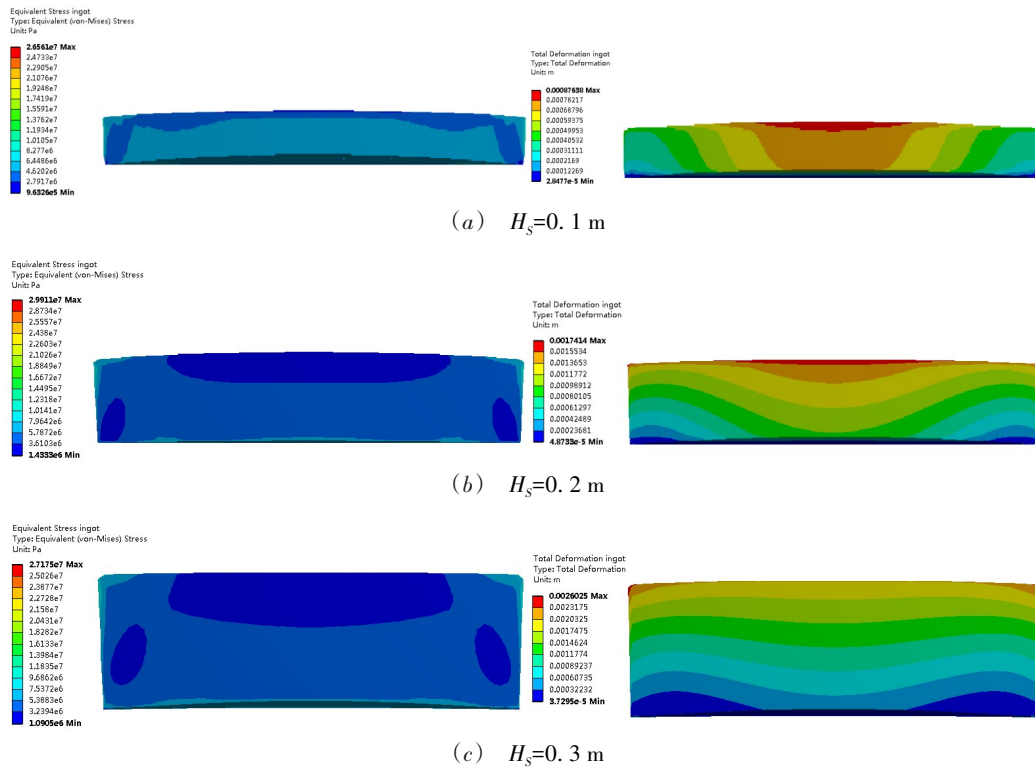 Equivalent Stress ingot
Type: Equivalent (von-Mises) Stress
Unit: Pa
2.6561e7 Max
2.4733e7
2.2905e7
2.1076e7
1.9248e7
1.7419e7
1.5591e7
1.3762e7
1.1934e7
1.0105e7
8.277e6
6.4486e6
4.6202e6
2.7917e6
9.6326e5 Min
Total Deformation ingot
Type: Total Deformation
Unit: m
0.00087638 Max
0.00078217
0.00068796
0.00059375
0.00049953
0.00040532
0.00031111
0.0002169
0.00012269
2.8477e-5 Min
(a) H_S=0.1 m
Equivalent Stress ingot
Type: Equivalent (von-Mises) Stress
Unit: Pa
2.9911e7 Max
2.8734e7
2.5557e7
2.438e7
2.2603e7
2.1026e7
1.8849e7
1.6672e7
1.4495e7
1.2318e7
1.0141e7
7.9642e6
5.7872e6
3.6103e6
1.4333e6 Min
Total Deformation ingot
Type: Total Deformation
Unit: m
0.0017414 Max
0.0015534
0.0013653
0.0011772
0.00098912
0.00080105
0.00061297
0.00042489
0.00023681
4.8733e-5 Min
(b) H_S=0.2 m
Equivalent Stress ingot
Type: Equivalent (von-Mises) Stress
Unit: Pa
2.7175e7 Max
2.5026e7
2.3877e7
2.2728e7
2.158e7
2.0431e7
1.8282e7
1.6133e7
1.3984e7
1.1835e7
9.6862e6
7.5372e6
5.3883e6
3.2394e6
1.0905e6 Min
Total Deformation ingot
Type: Total Deformation
Unit: m
0.0026025 Max
0.0023175
0.0020325
0.0017475
0.0014624
0.0011774
0.00089237
0.00060735
0.00032232
3.7295e-5 Min
(c) H_S=0.3 m